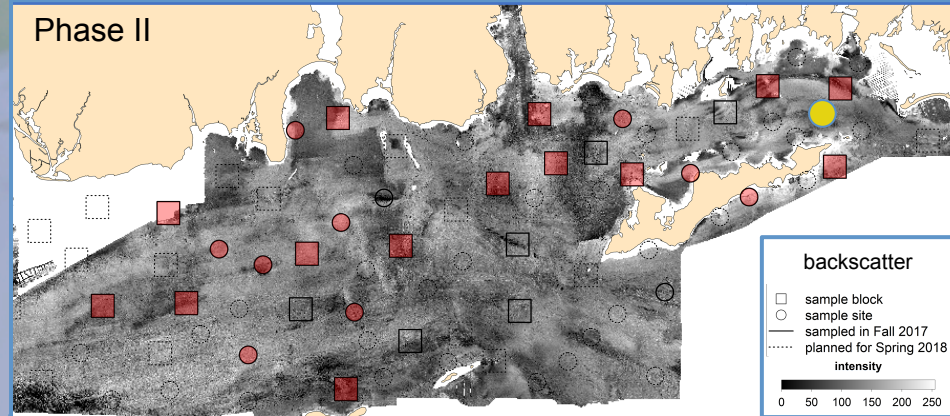 Phase II
backscatter
sample block
sample site
sampled in Fall 2017
planned for Spring 2018
intensity
0 50 100 150 200 250